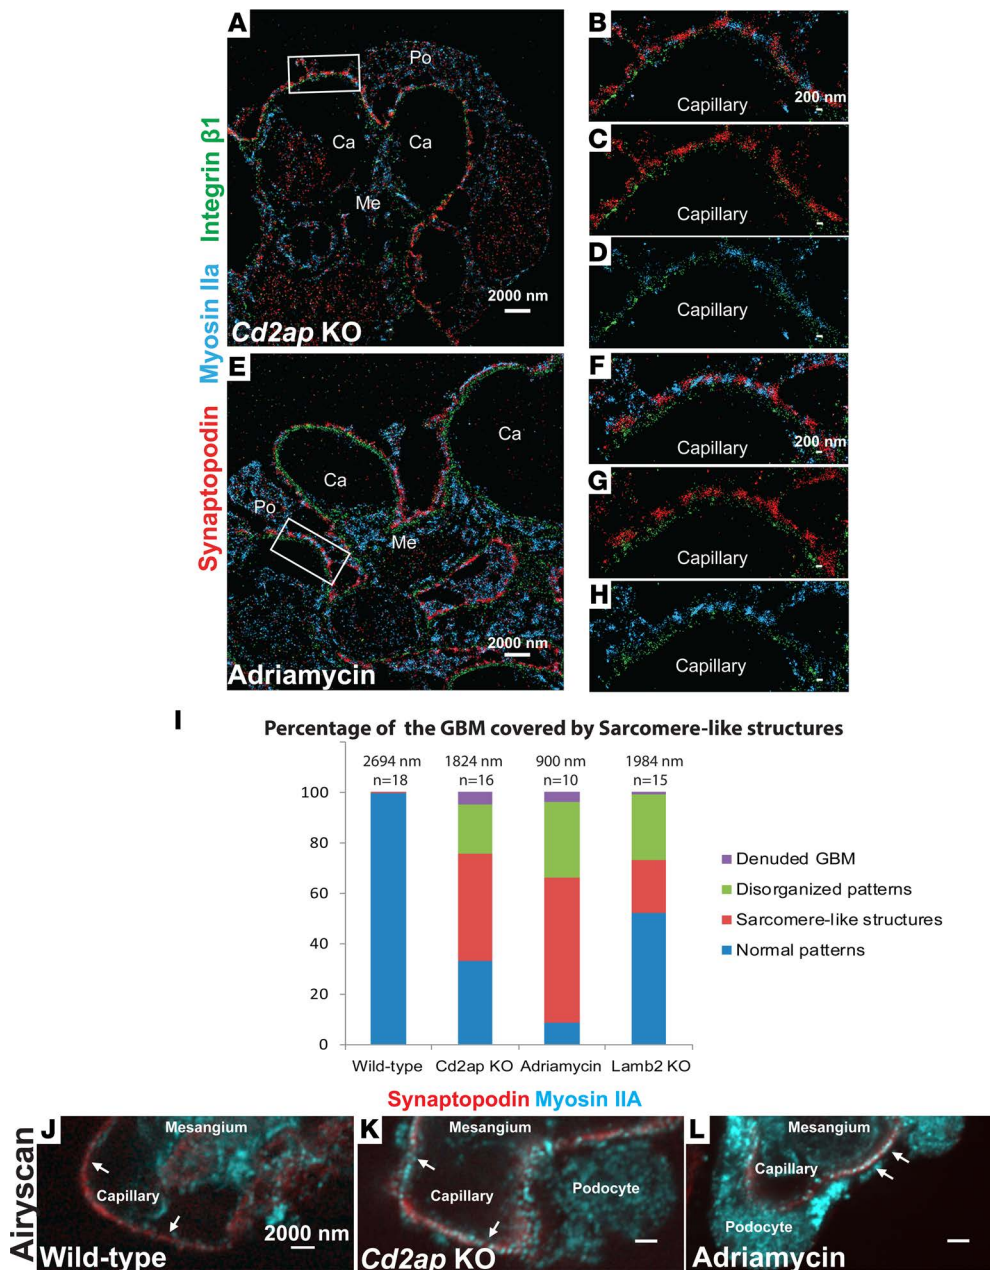 Synaptopodin Myosin IIa Integrin β1
A
Po
Ca
Ca
Me
2000 nm
Cd2ap KO
B
Capillary
200 nm
C
Capillary
D
Capillary
E
Ca
Ca
Po
Me
2000 nm
Adriamycin
F
Capillary
200 nm
G
Capillary
H
Capillary
I
Percentage of the GBM covered by Sarcomere-like structures
2694 nm 1824 nm 900 nm 1984 nm
n=18 n=16 n=10 n=15
100
80
60
40
20
0
Denuded GBM
Disorganized patterns
Sarcomere-like structures
Normal patterns
Wild-type Cd2ap KO Adriamycin Lamb2 KO
Synaptopodin Myosin IIA
Airyscan
J
Mesangium
Capillary
2000 nm
Wild-type
K
Mesangium
Capillary
Podocyte
Cd2ap KO
L
Mesangium
Capillary
Podocyte
Adriamycin